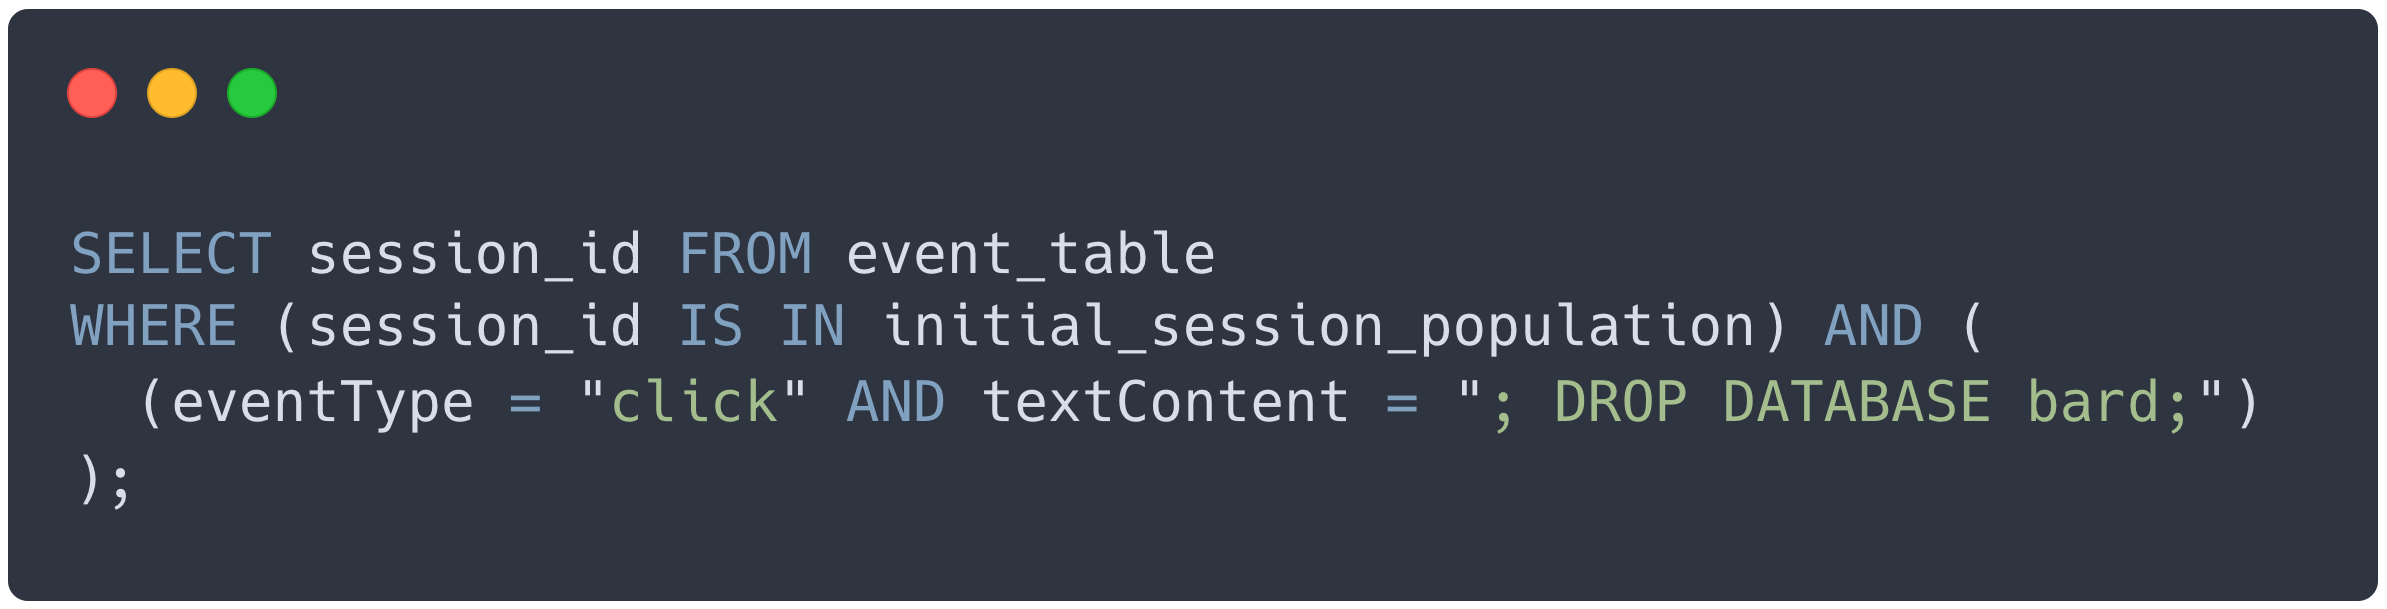 SELECT session_id FROM event_table
WHERE (session_id IS IN initial_session_population) AND (
  (eventType = "click" AND textContent = "; DROP DATABASE bard;")
);